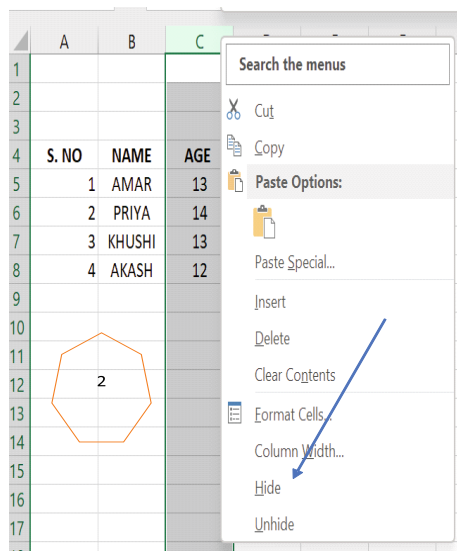 A B C
Search the menus
1
2
Cut
3
Copy
4 S. NO NAME AGE
Paste Options:
5 1 AMAR 13
6 2 PRIYA 14
7 3 KHUSHI 13
Paste Special...
8 4 AKASH 12
9
Insert
10
Delete
11
12 2
Clear Contents
13
Format Cells...
14
Column Width...
15
Hide
16
17
Unhide